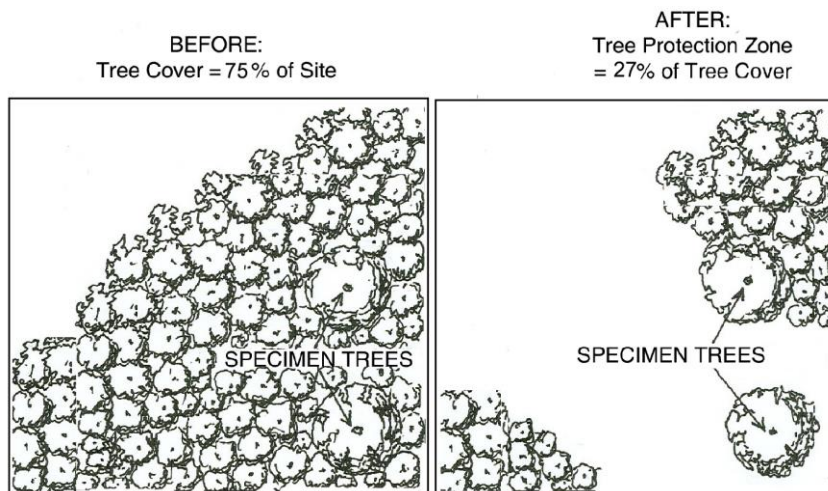 BEFORE:
Tree Cover = 75% of Site
AFTER:
Tree Protection Zone
= 27% of Tree Cover
SPECIMEN TREES
SPECIMEN TREES